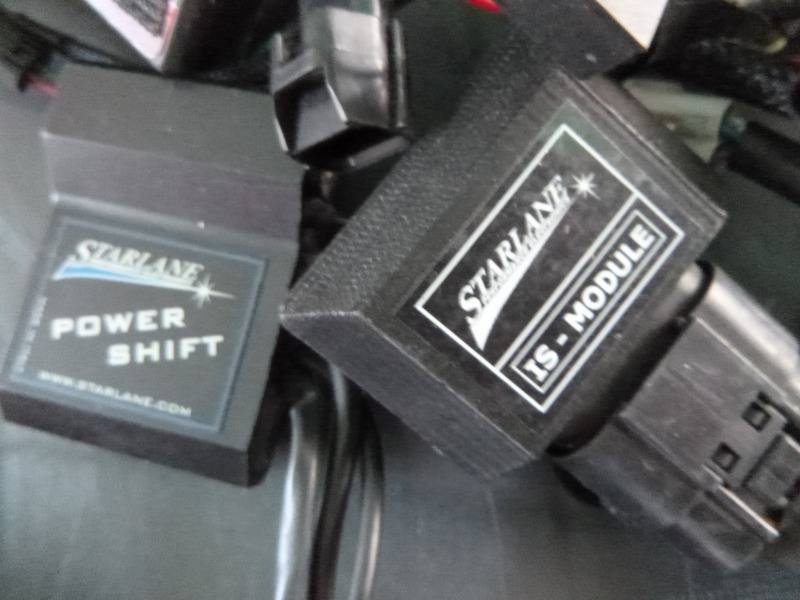 STARLANE
POWER
SHIFT
WWW.STARLANE.COM
STARLANE
IS - MODULE